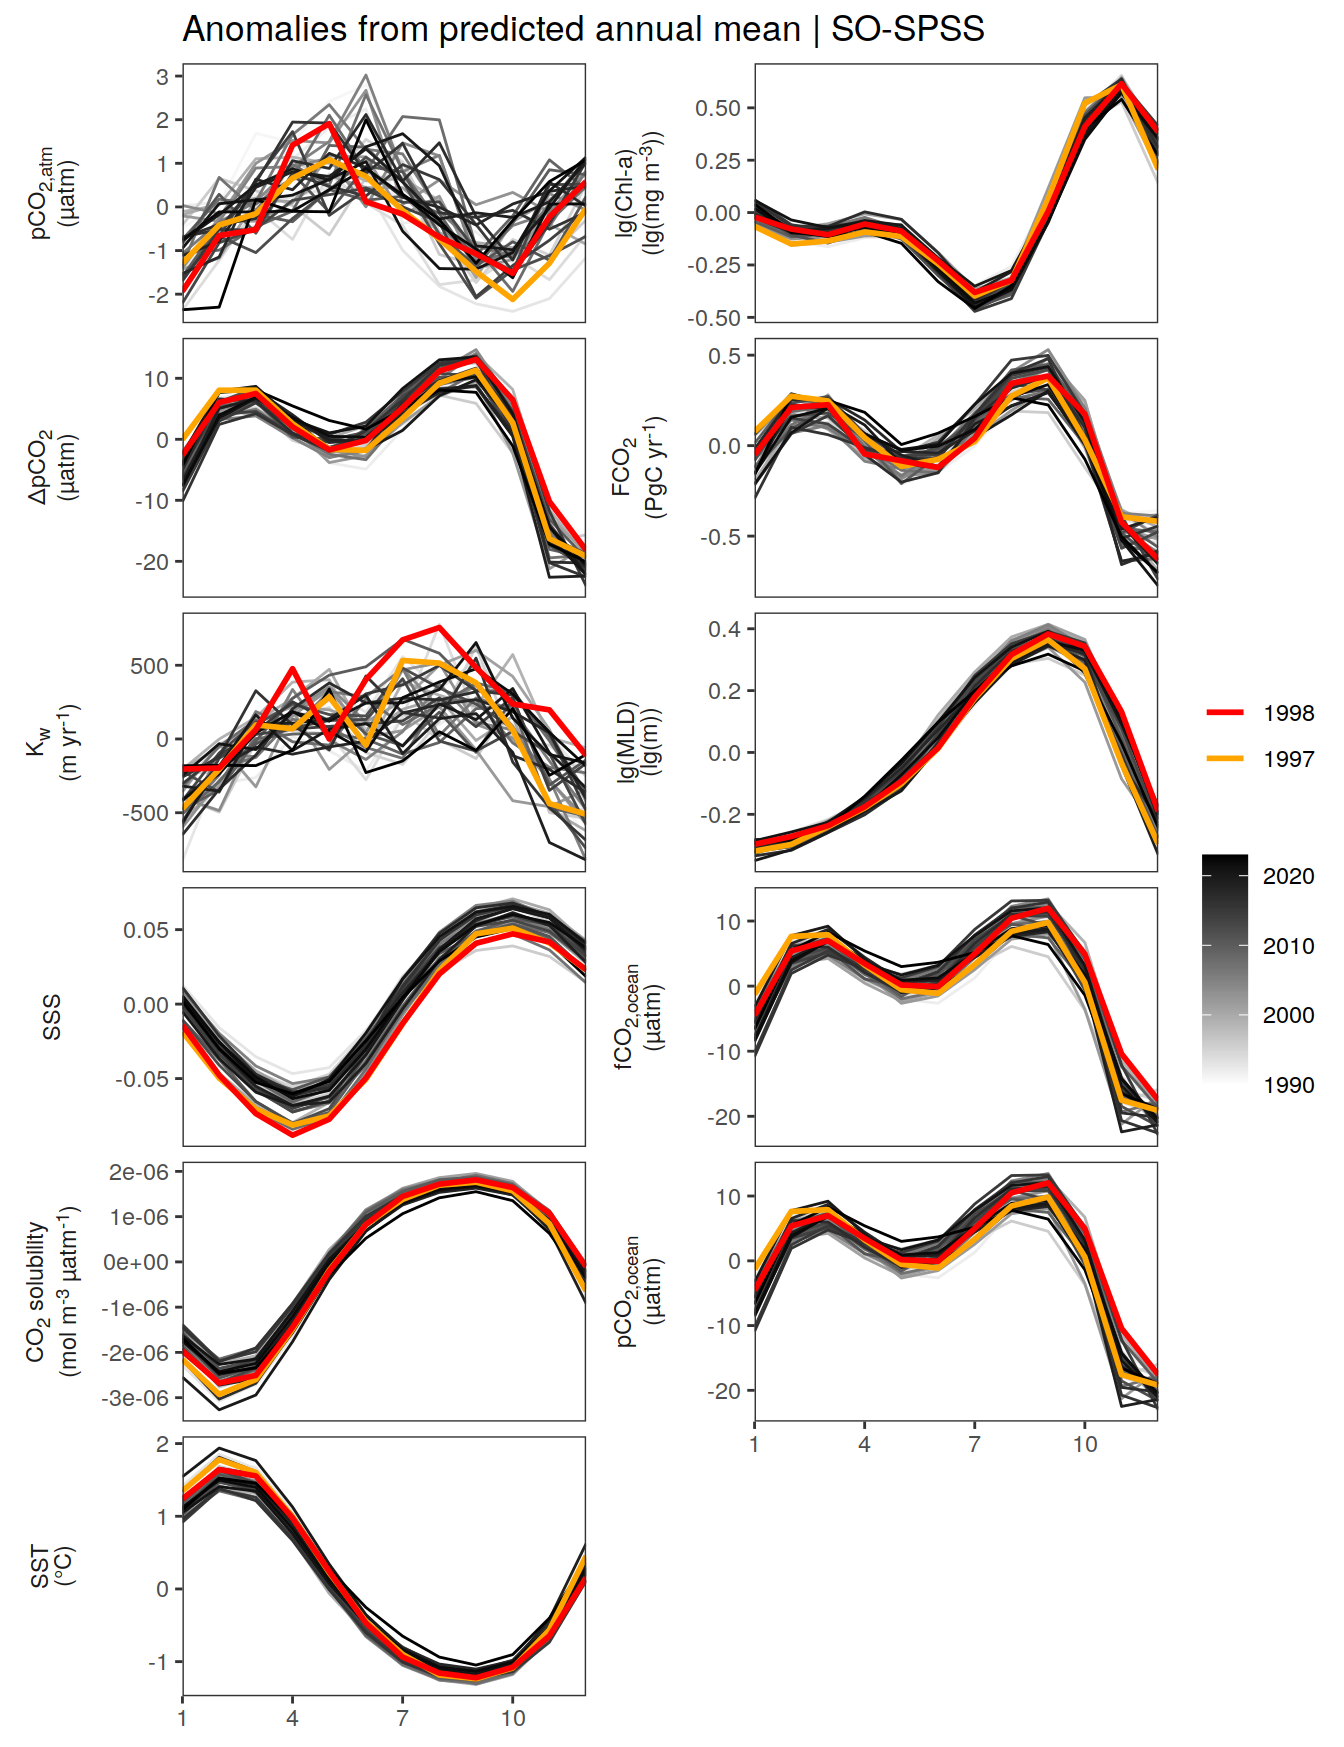 Anomalies from predicted annual mean | SO-SPSS
pCO2,atm
(µatm)
3
2
1
0
-1
-2
lg(Chl-a)
(lg(mg m-3))
0.50
0.25
0.00
-0.25
-0.50
ΔpCO2
(µatm)
10
0
-10
-20
FCO2
(PgC yr-1)
0.5
0.0
-0.5
Kw
(m yr-1)
500
0
-500
lg(MLD)
(lg(m))
0.4
0.2
0.0
-0.2
SSS
0.05
0.00
-0.05
fCO2,ocean
(µatm)
10
0
-10
-20
CO2 solubility
(mol m-3 µatm-1)
2e-06
1e-06
0e+00
-1e-06
-2e-06
-3e-06
pCO2,ocean
(µatm)
10
0
-10
-20
1 4 7 10
SST
(°C)
2
1
0
-1
1 4 7 10
1998
1997
2020
2010
2000
1990